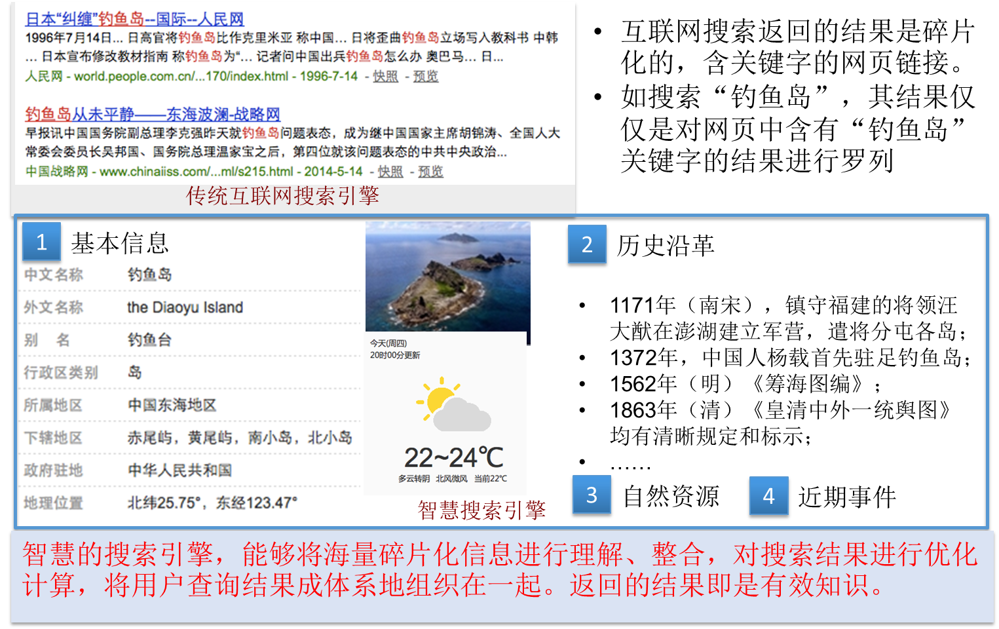 日本“纠缠”钓鱼岛--国际--人民网
1996年7月14日... 日高官将钓鱼岛比作克里米亚 称中国... 日将歪曲钓鱼岛立场写入教科书 中韩
... 日本宣布修改教材指南 称钓鱼岛为“... 记者问中国出兵钓鱼岛怎么办 奥巴马... 日...
人民网 - world.people.com.cn/...170/index.html - 1996-7-14 - 快照 - 预览
钓鱼岛从未平静——东海波澜-战略网
早报讯中国国务院副总理李克强昨天就钓鱼岛问题表态，成为继中国国家主席胡锦涛、全国人大
常委会委员长吴邦国、国务院总理温家宝之后，第四位就该问题表态的中共中央政治...
中国战略网 - www.chinaiiss.com/...ml/s215.html - 2014-5-14 - 快照 - 预览
传统互联网搜索引擎
• 互联网搜索返回的结果是碎片
化的，含关键字的网页链接。
• 如搜索“钓鱼岛”，其结果仅
仅是对网页中含有“钓鱼岛”
关键字的结果进行罗列
1 基本信息
中文名称 钓鱼岛
外文名称 the Diaoyu Island
别 名 钓鱼台
行政区类别 岛
所属地区 中国东海地区
下辖地区 赤尾屿，黄尾屿，南小岛，北小岛
政府驻地 中华人民共和国
地理位置 北纬25.75°，东经123.47°
今天(周四)
20时00分更新
22~24℃
多云转阴 北风微风 当前22℃
智慧搜索引擎
2 历史沿革
• 1171年（南宋），镇守福建的将领汪
大猷在澎湖建立军营，遣将分屯各岛；
• 1372年，中国人杨载首先驻足钓鱼岛；
• 1562年（明）《筹海图编》；
• 1863年（清）《皇清中外一统舆图》
均有清晰规定和标示；
• ……
3 自然资源
4 近期事件
智慧的搜索引擎，能够将海量碎片化信息进行理解、整合，对搜索结果进行优化
计算，将用户查询结果成体系地组织在一起。返回的结果即是有效知识。